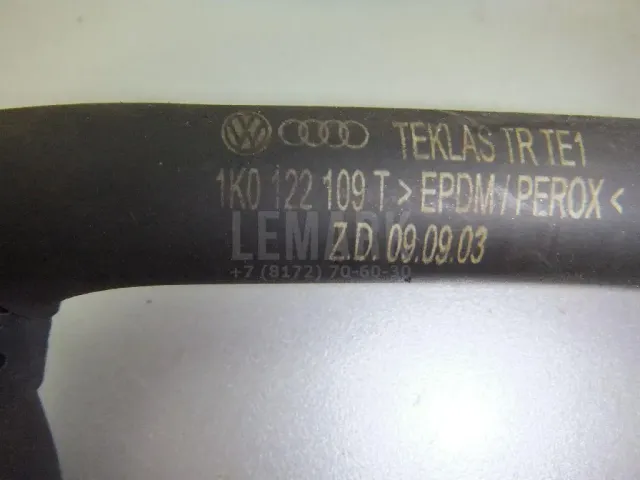 TEKLAS TR TE1
1K0 122 109 T > EPDM / PEROX <
LEMARK
Z.D. 09.09.03
+7 (8172) 70-60-30